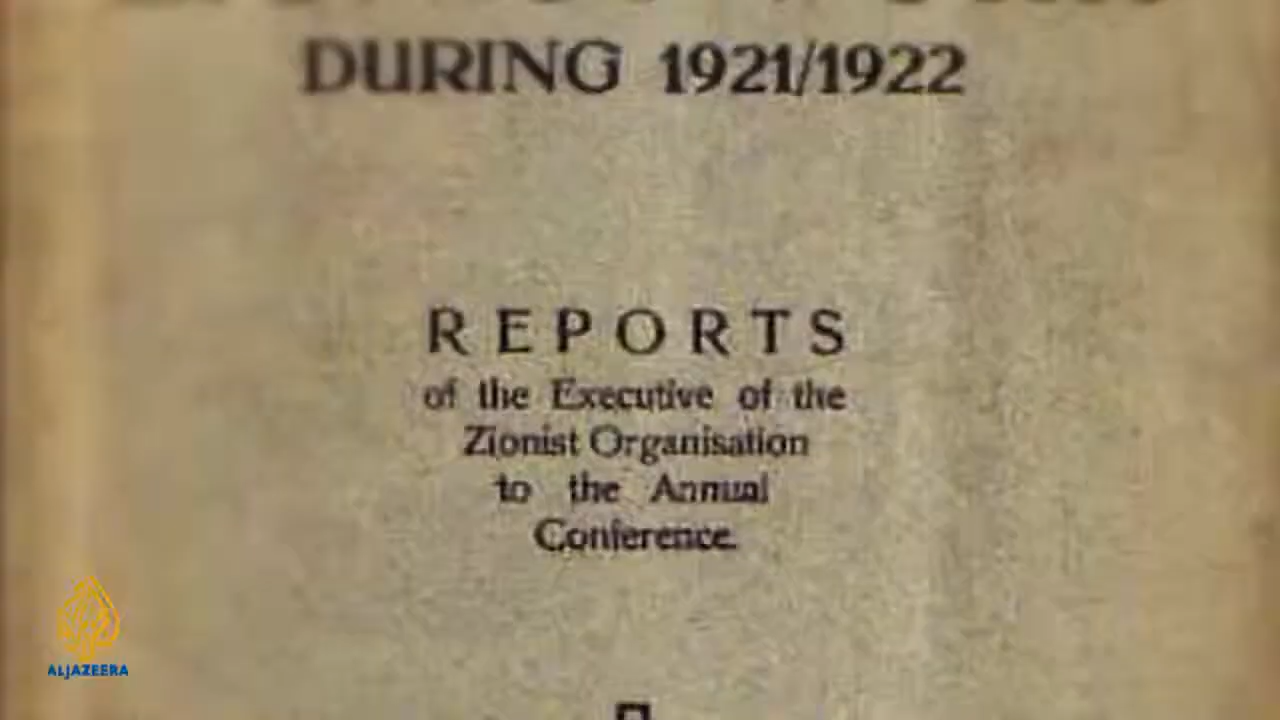 DURING 1921/1922
REPORTS
of the Executive of the
Zionist Organisation
to the Annual
Conference.
ALJAZEERA